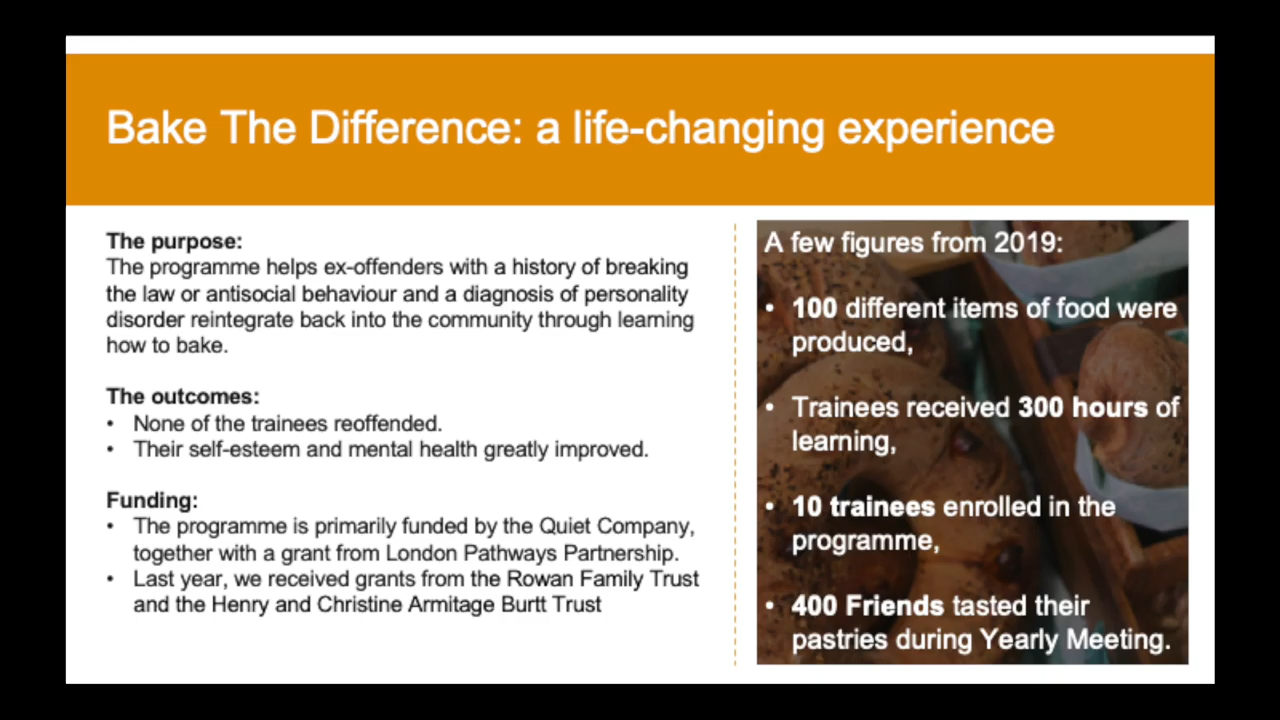 Bake The Difference: a life-changing experience
The purpose:
The programme helps ex-offenders with a history of breaking
the law or antisocial behaviour and a diagnosis of personality
disorder reintegrate back into the community through learning
how to bake.
The outcomes:
• None of the trainees reoffended.
• Their self-esteem and mental health greatly improved.
Funding:
• The programme is primarily funded by the Quiet Company,
together with a grant from London Pathways Partnership.
• Last year, we received grants from the Rowan Family Trust
and the Henry and Christine Armitage Burtt Trust
A few figures from 2019:
• 100 different items of food were
produced,
• Trainees received 300 hours of
learning,
• 10 trainees enrolled in the
programme,
• 400 Friends tasted their
pastries during Yearly Meeting.